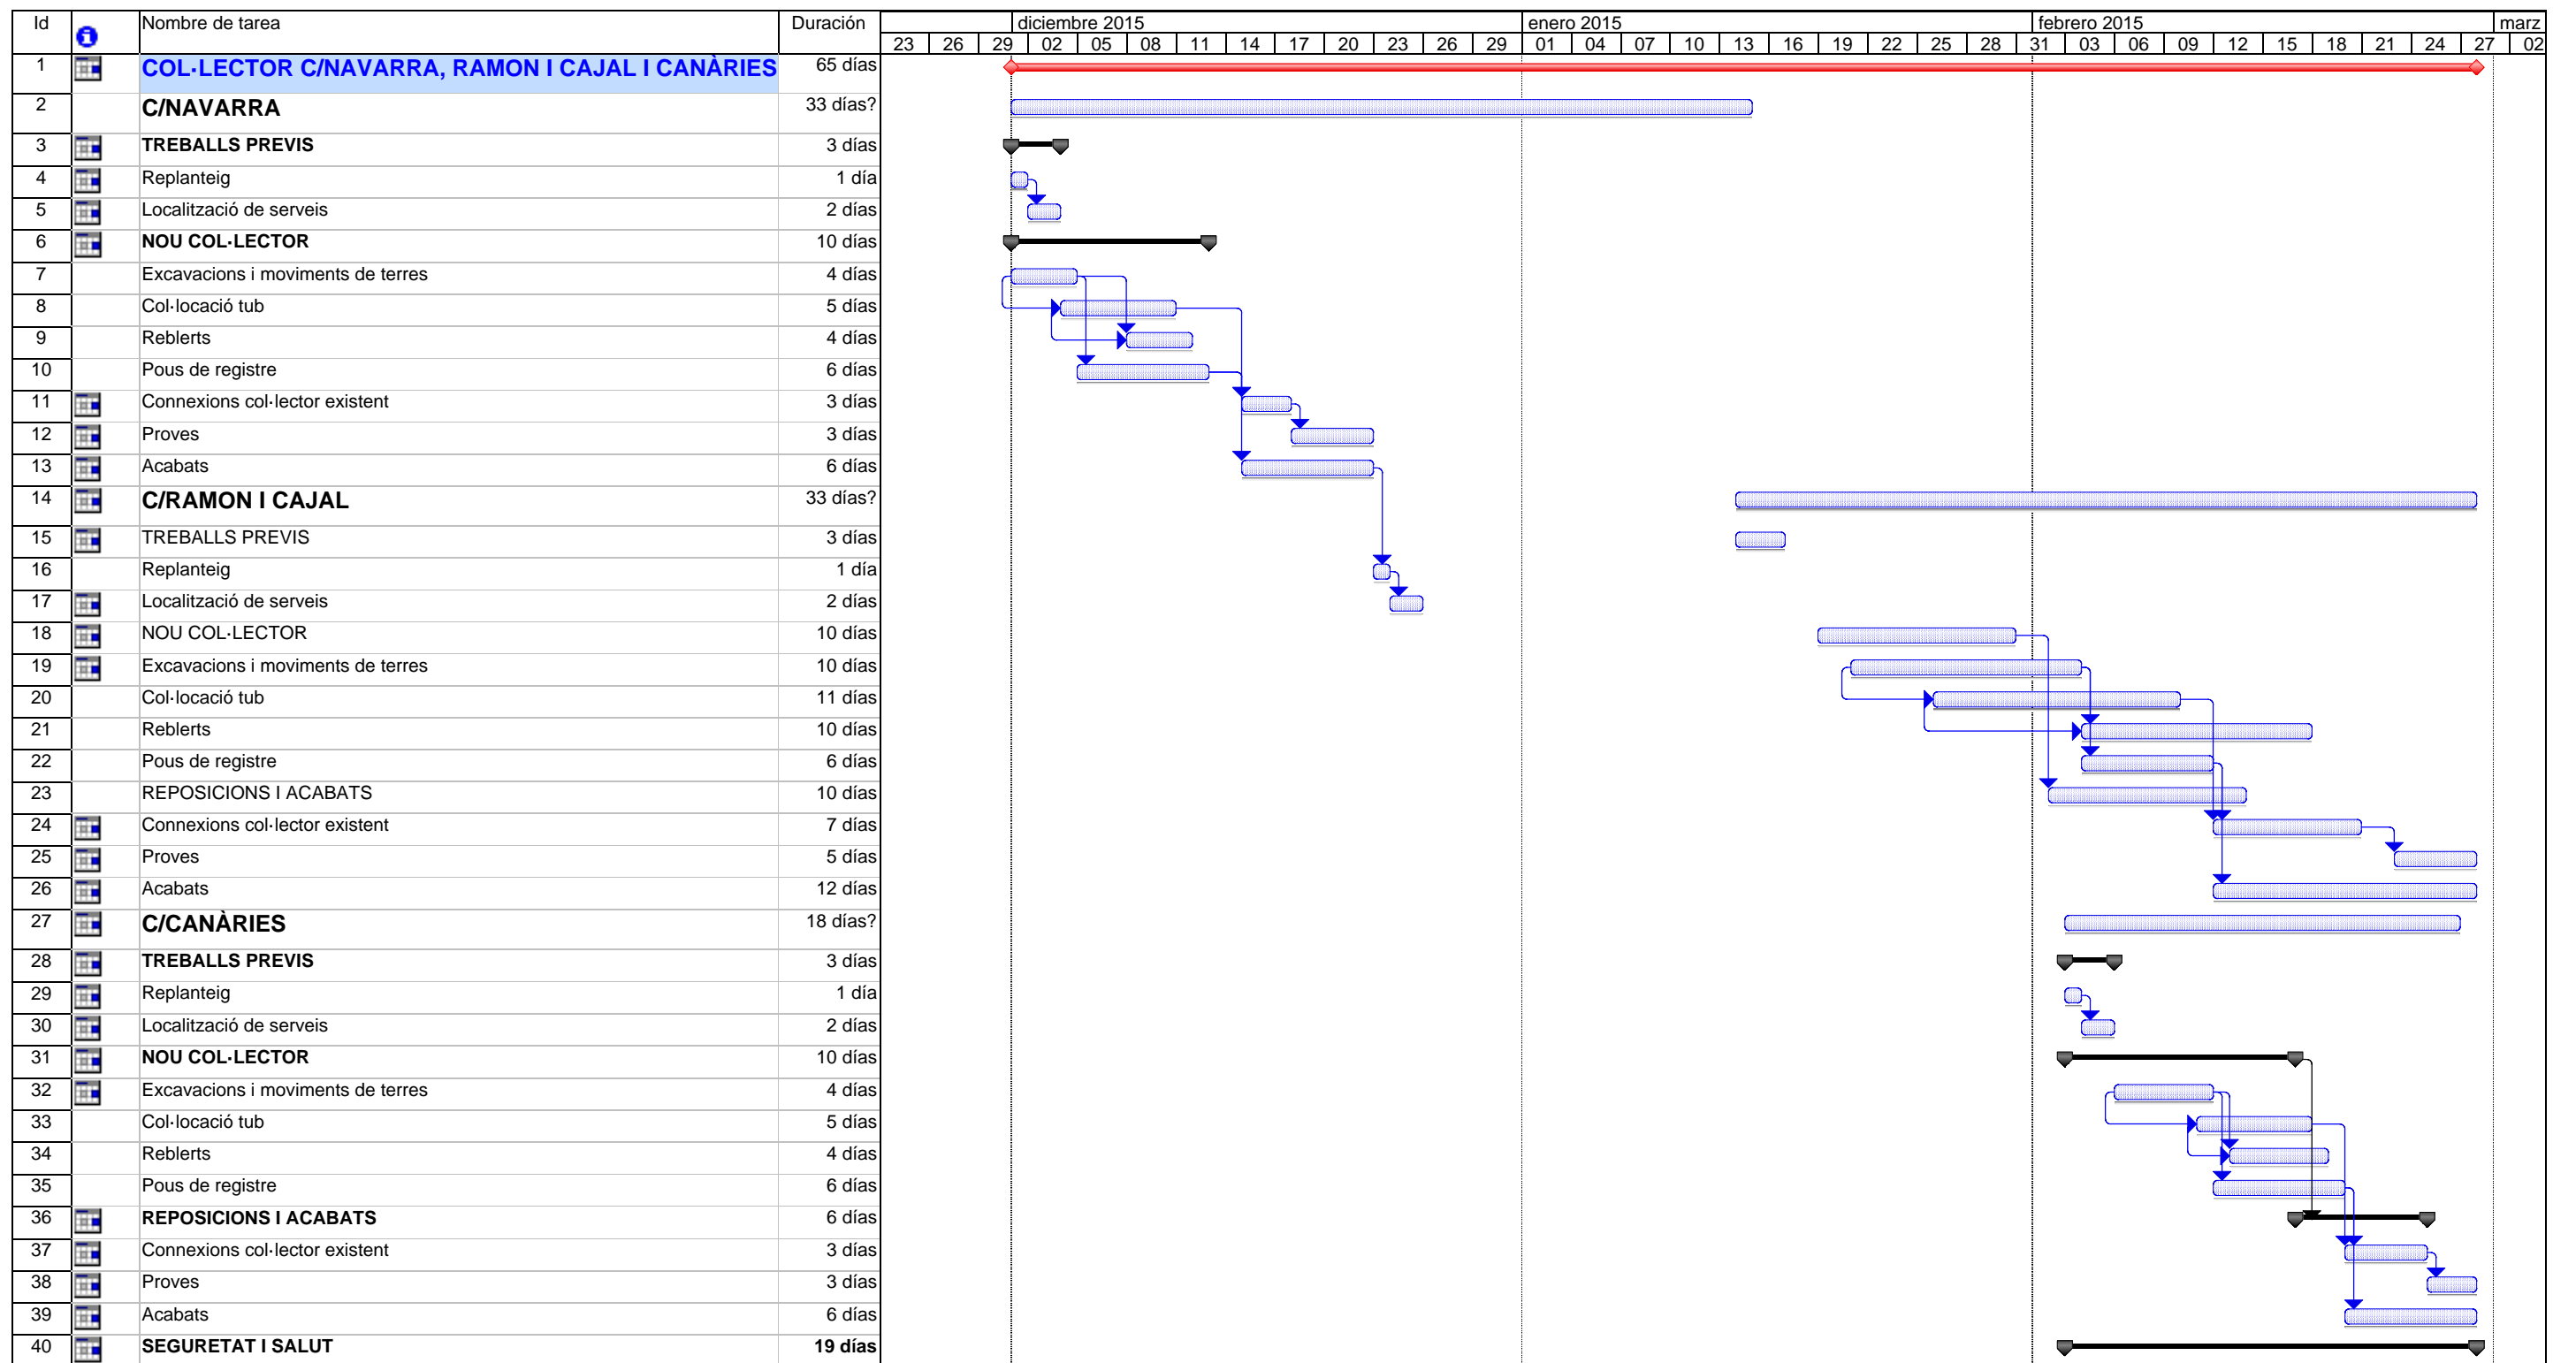 Id Nombre de tarea Duración diciembre 2015 enero 2015 febrero 2015 marz
23 26 29 02 05 08 11 14 17 20 23 26 29 01 04 07 10 13 16 19 22 25 28 31 03 06 09 12 15 18 21 24 27 02
1 COL·LECTOR C/NAVARRA, RAMON I CAJAL I CANÀRIES 65 días
2 C/NAVARRA 33 días?
3 TREBALLS PREVIS 3 días
4 Replanteig 1 día
5 Localització de serveis 2 días
6 NOU COL·LECTOR 10 días
7 Excavacions i moviments de terres 4 días
8 Col·locació tub 5 días
9 Reblerts 4 días
10 Pous de registre 6 días
11 Connexions col·lector existent 3 días
12 Proves 3 días
13 Acabats 6 días
14 C/RAMON I CAJAL 33 días?
15 TREBALLS PREVIS 3 días
16 Replanteig 1 día
17 Localització de serveis 2 días
18 NOU COL·LECTOR 10 días
19 Excavacions i moviments de terres 10 días
20 Col·locació tub 11 días
21 Reblerts 10 días
22 Pous de registre 6 días
23 REPOSICIONS I ACABATS 10 días
24 Connexions col·lector existent 7 días
25 Proves 5 días
26 Acabats 12 días
27 C/CANÀRIES 18 días?
28 TREBALLS PREVIS 3 días
29 Replanteig 1 día
30 Localització de serveis 2 días
31 NOU COL·LECTOR 10 días
32 Excavacions i moviments de terres 4 días
33 Col·locació tub 5 días
34 Reblerts 4 días
35 Pous de registre 6 días
36 REPOSICIONS I ACABATS 6 días
37 Connexions col·lector existent 3 días
38 Proves 3 días
39 Acabats 6 días
40 SEGURETAT I SALUT 19 días